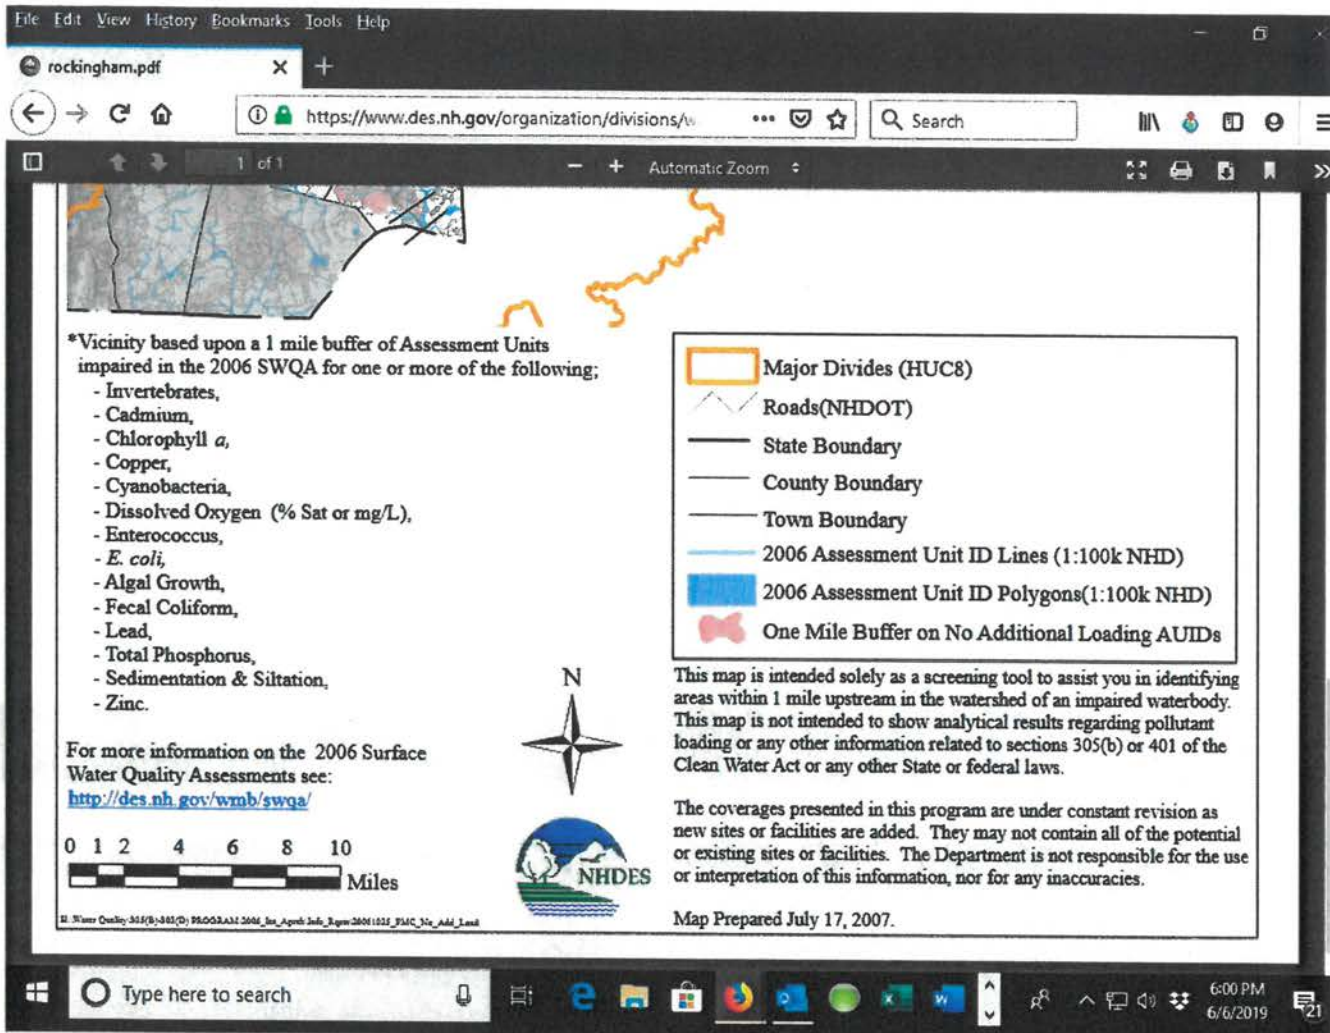 File Edit View History Bookmarks Tools Help
rockingham.pdf
https://www.des.nh.gov/organization/divisions/w
Search
1 of 1
Automatic Zoom
*Vicinity based upon a 1 mile buffer of Assessment Units
impaired in the 2006 SWQA for one or more of the following;
- Invertebrates,
- Cadmium,
- Chlorophyll a,
- Copper,
- Cyanobacteria,
- Dissolved Oxygen (% Sat or mg/L),
- Enterococcus,
- E. coli,
- Algal Growth,
- Fecal Coliform,
- Lead,
- Total Phosphorus,
- Sedimentation & Siltation,
- Zinc.
For more information on the 2006 Surface
Water Quality Assessments see:
http://des.nh.gov/wmb/swqa/
0 1 2 4 6 8 10
Miles
N
NHDES
Major Divides (HUC8)
Roads(NHDOT)
State Boundary
County Boundary
Town Boundary
2006 Assessment Unit ID Lines (1:100k NHD)
2006 Assessment Unit ID Polygons(1:100k NHD)
One Mile Buffer on No Additional Loading AUIDs
This map is intended solely as a screening tool to assist you in identifying
areas within 1 mile upstream in the watershed of an impaired waterbody.
This map is not intended to show analytical results regarding pollutant
loading or any other information related to sections 305(b) or 401 of the
Clean Water Act or any other State or federal laws.
The coverages presented in this program are under constant revision as
new sites or facilities are added. They may not contain all of the potential
or existing sites or facilities. The Department is not responsible for the use
or interpretation of this information, nor for any inaccuracies.
Map Prepared July 17, 2007.
Type here to search
6:00 PM
6/6/2019
21